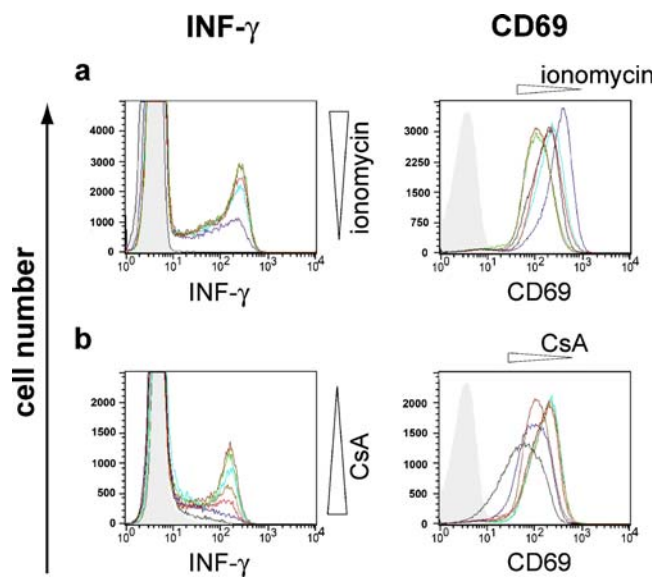 INF-γ CD69
a
ionomycin
5000
4000
3000
2000
1000
0
10⁰ 10¹ 10² 10³ 10⁴
INF-γ
ionomycin
3000
2250
1500
750
0
10⁰ 10¹ 10² 10³ 10⁴
CD69
cell number
b
CsA
2000
1500
1000
500
0
10⁰ 10¹ 10² 10³ 10⁴
INF-γ
CsA
2000
1500
1000
500
0
10⁰ 10¹ 10² 10³ 10⁴
CD69